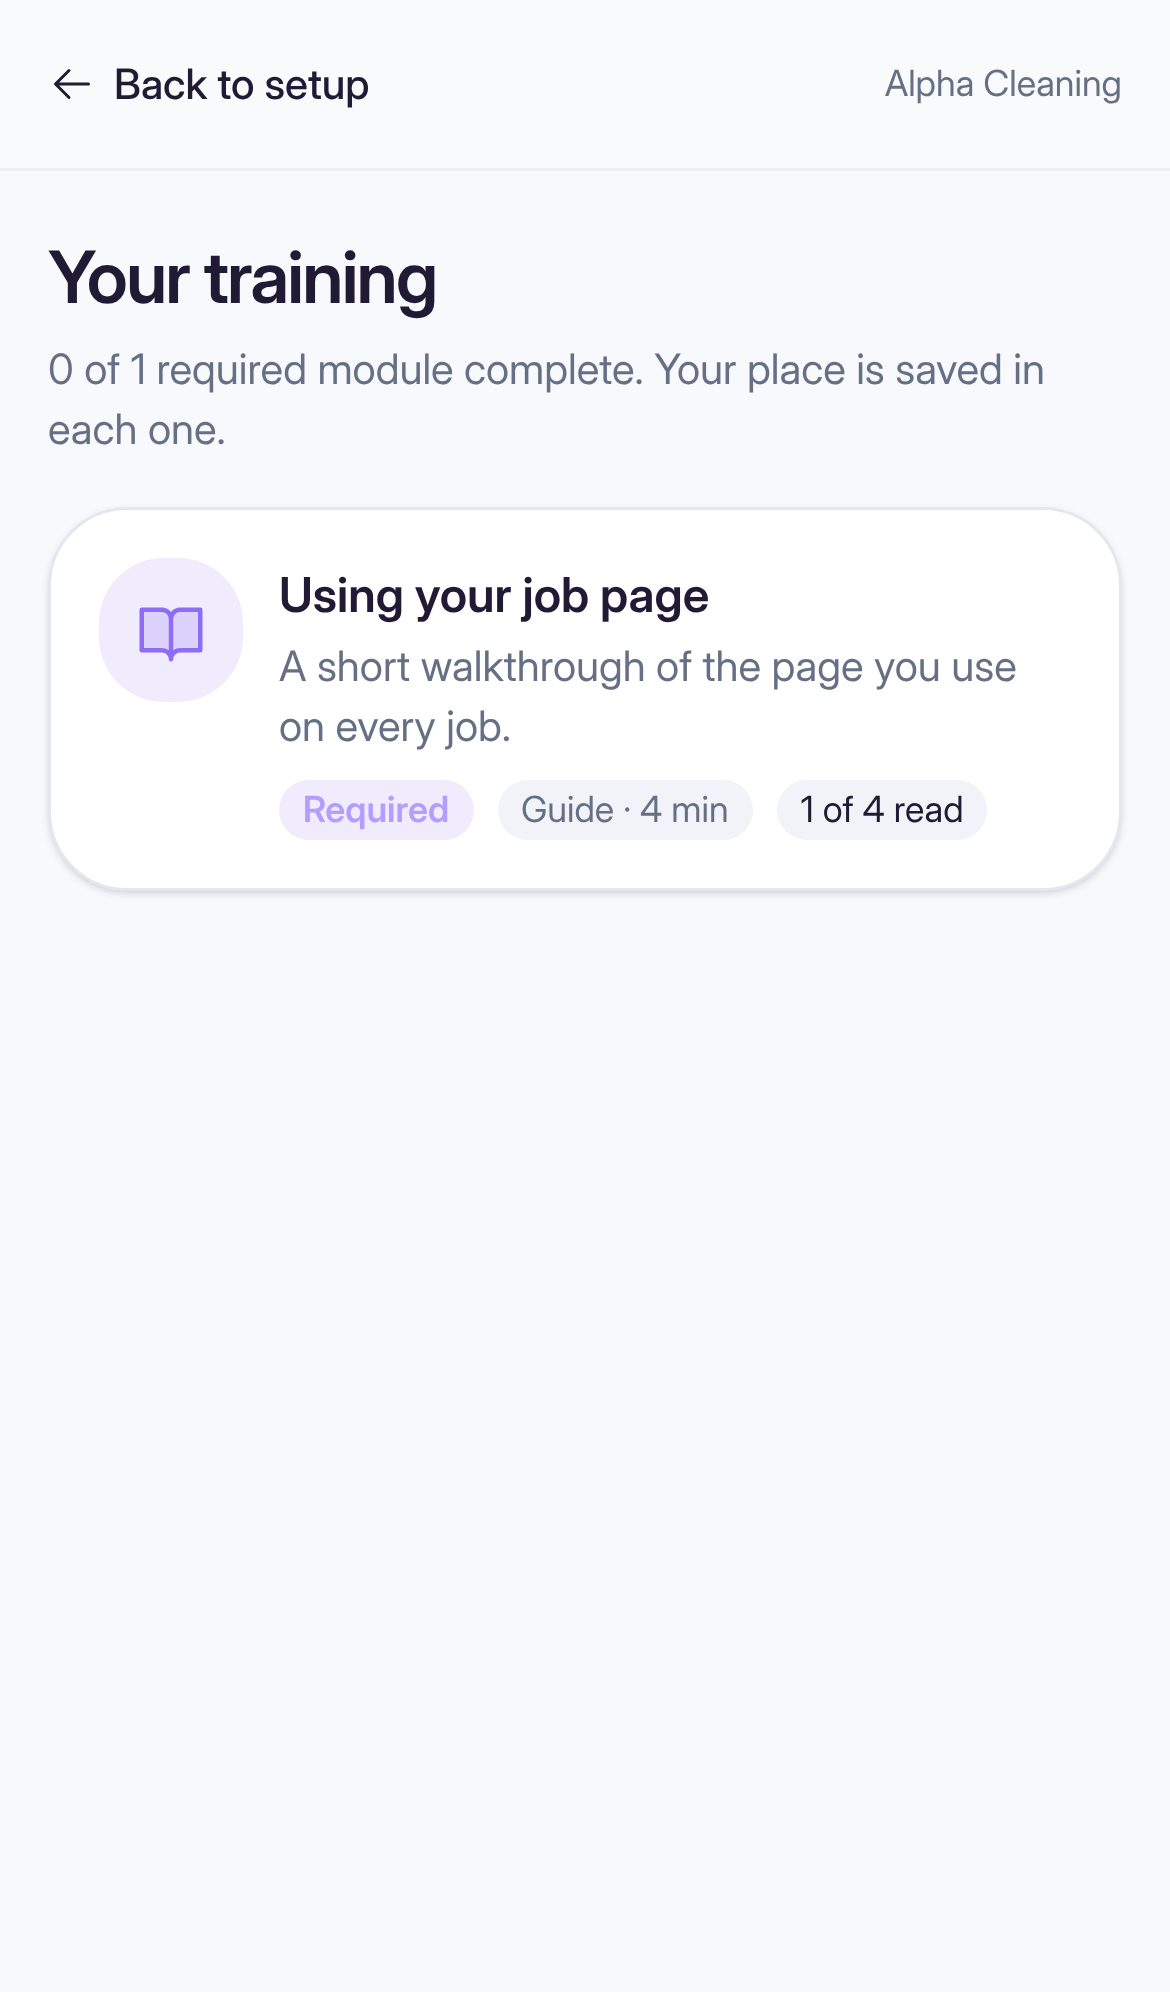 Back to setup
Alpha Cleaning
Your training
0 of 1 required module complete. Your place is saved in
each one.
Using your job page
A short walkthrough of the page you use
on every job.
Required
Guide · 4 min
1 of 4 read